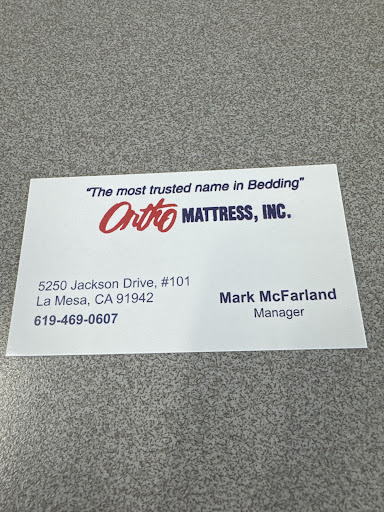 "The most trusted name in Bedding"
Ortho MATTRESS, INC.
5250 Jackson Drive, #101
La Mesa, CA 91942
619-469-0607
Mark McFarland
Manager